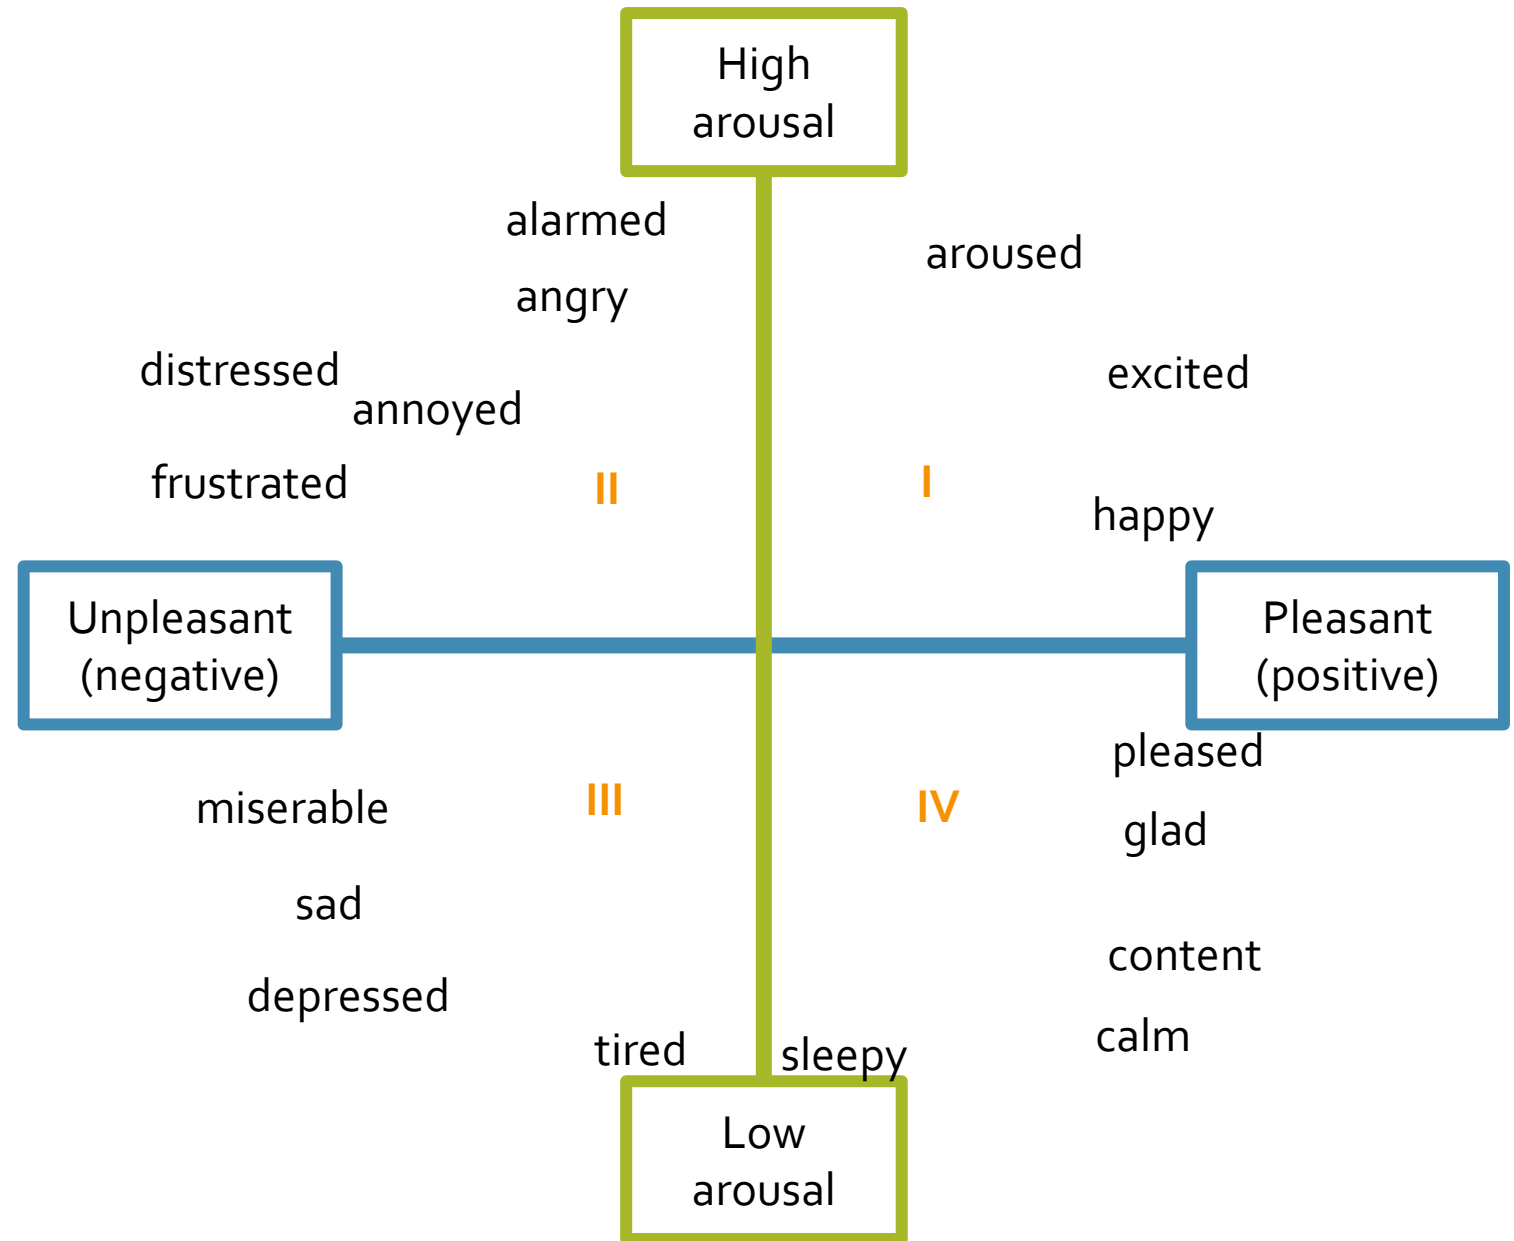 High
arousal
alarmed
aroused
angry
distressed
excited
annoyed
frustrated
II
I
happy
Unpleasant
(negative)
Pleasant
(positive)
pleased
miserable
III
IV
glad
sad
content
depressed
calm
tired
sleepy
Low
arousal